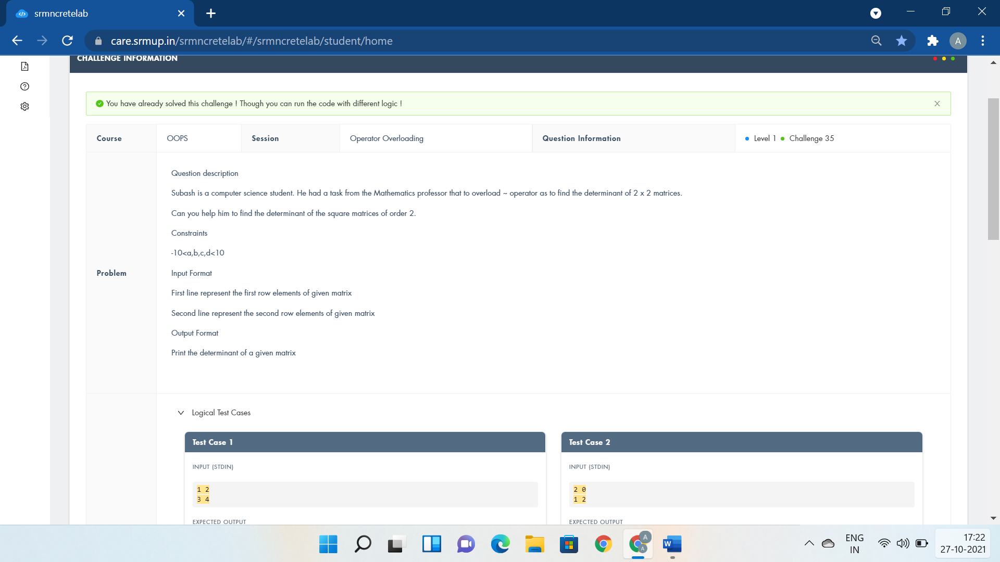 srmncretelab
care.srmup.in/srmncretelab/#/srmncretelab/student/home
A
CHALLENGE INFORMATION
You have already solved this challenge ! Though you can run the code with different logic !
Course OOPS Session Operator Overloading Question Information Level 1 Challenge 35
Question description
Subash is a computer science student. He had a task from the Mathematics professor that to overload ~ operator as to find the determinant of 2 x 2 matrices.
Can you help him to find the determinant of the square matrices of order 2.
Constraints
-10<a,b,c,d<10
Problem
Input Format
First line represent the first row elements of given matrix
Second line represent the second row elements of given matrix
Output Format
Print the determinant of a given matrix
Logical Test Cases
Test Case 1
INPUT (STDIN)
1 2
3 4
EXPECTED OUTPUT
Test Case 2
INPUT (STDIN)
2 0
1 2
EXPECTED OUTPUT
A
A
W
ENG
IN
17:22
27-10-2021